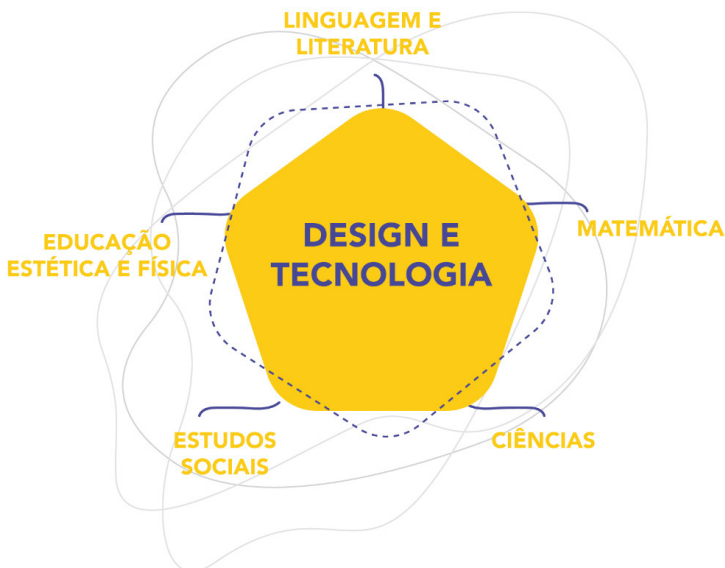 LINGUAGEM E
LITERATURA
MATEMÁTICA
DESIGN E
TECNOLOGIA
EDUCAÇÃO
ESTÉTICA E FÍSICA
ESTUDOS
SOCIAIS
CIÊNCIAS